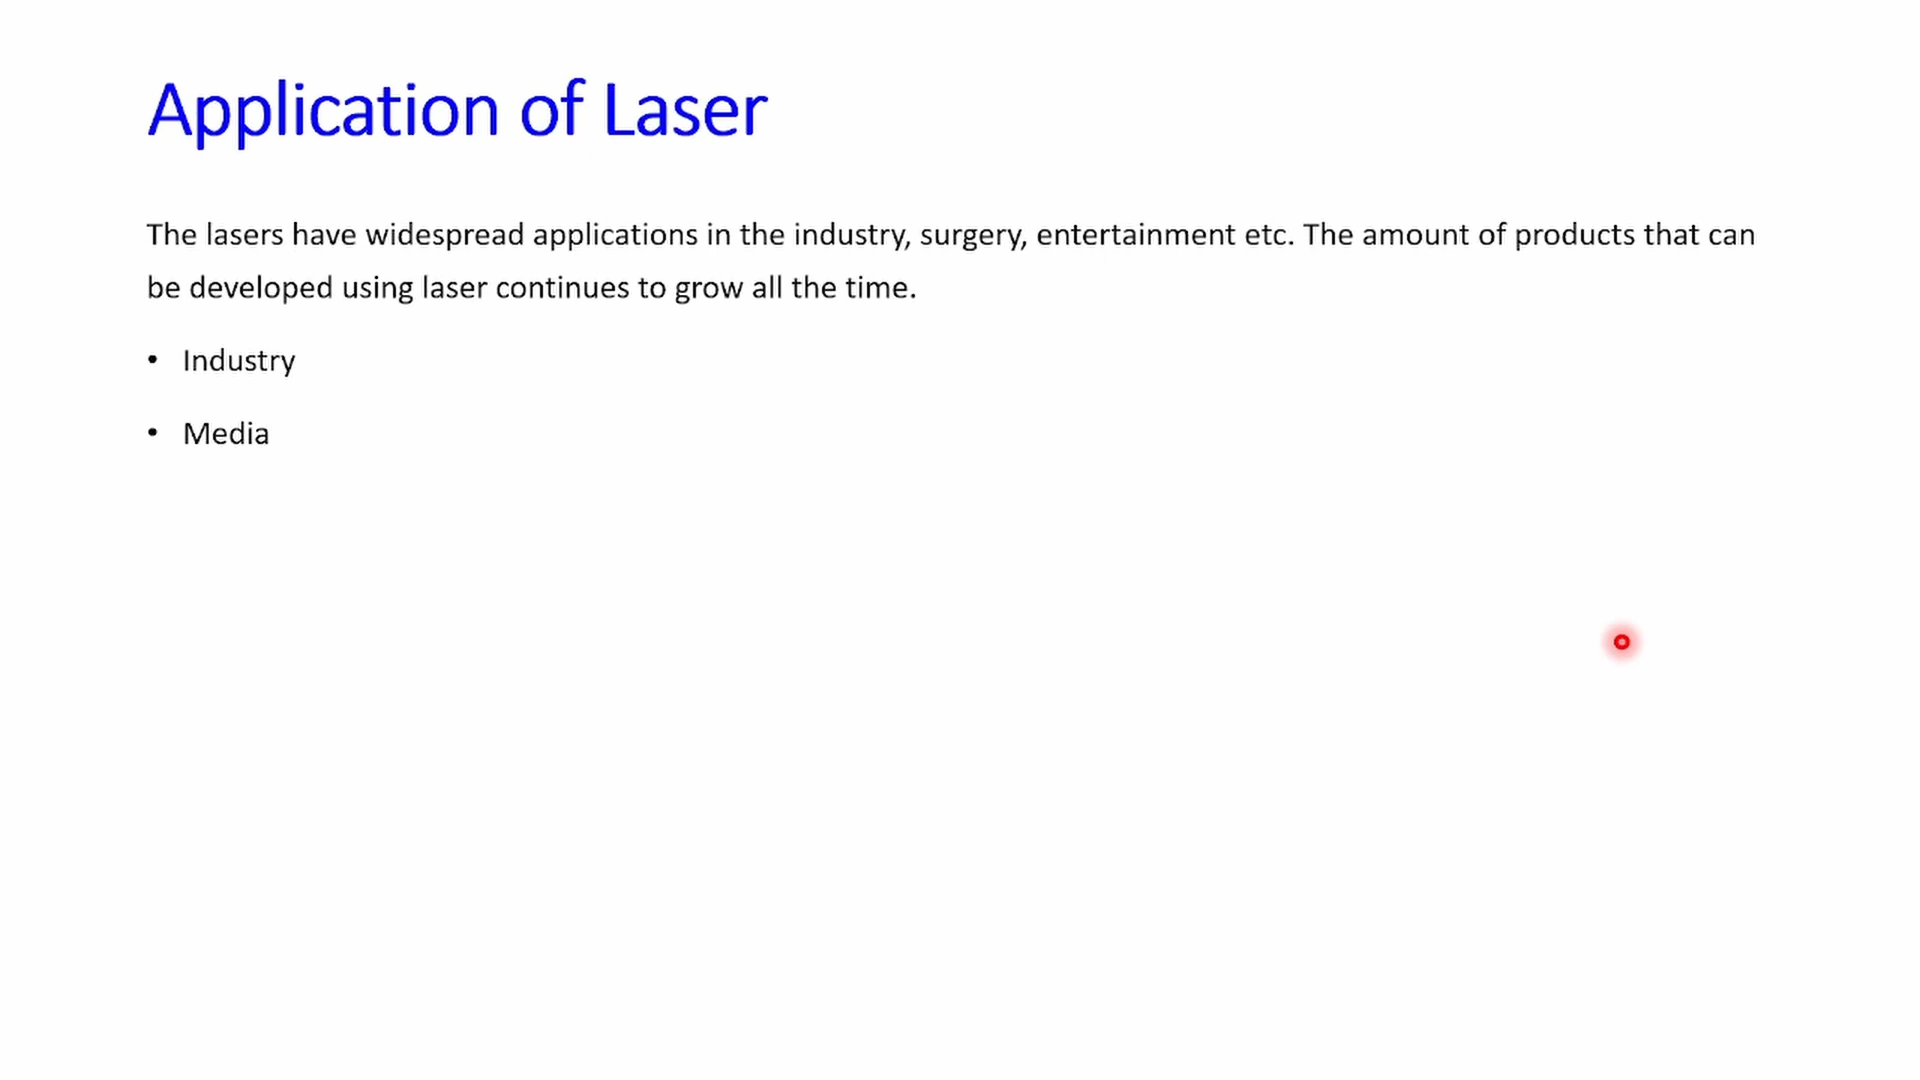 Application of Laser
The lasers have widespread applications in the industry, surgery, entertainment etc. The amount of products that can
be developed using laser continues to grow all the time.
• Industry
• Media